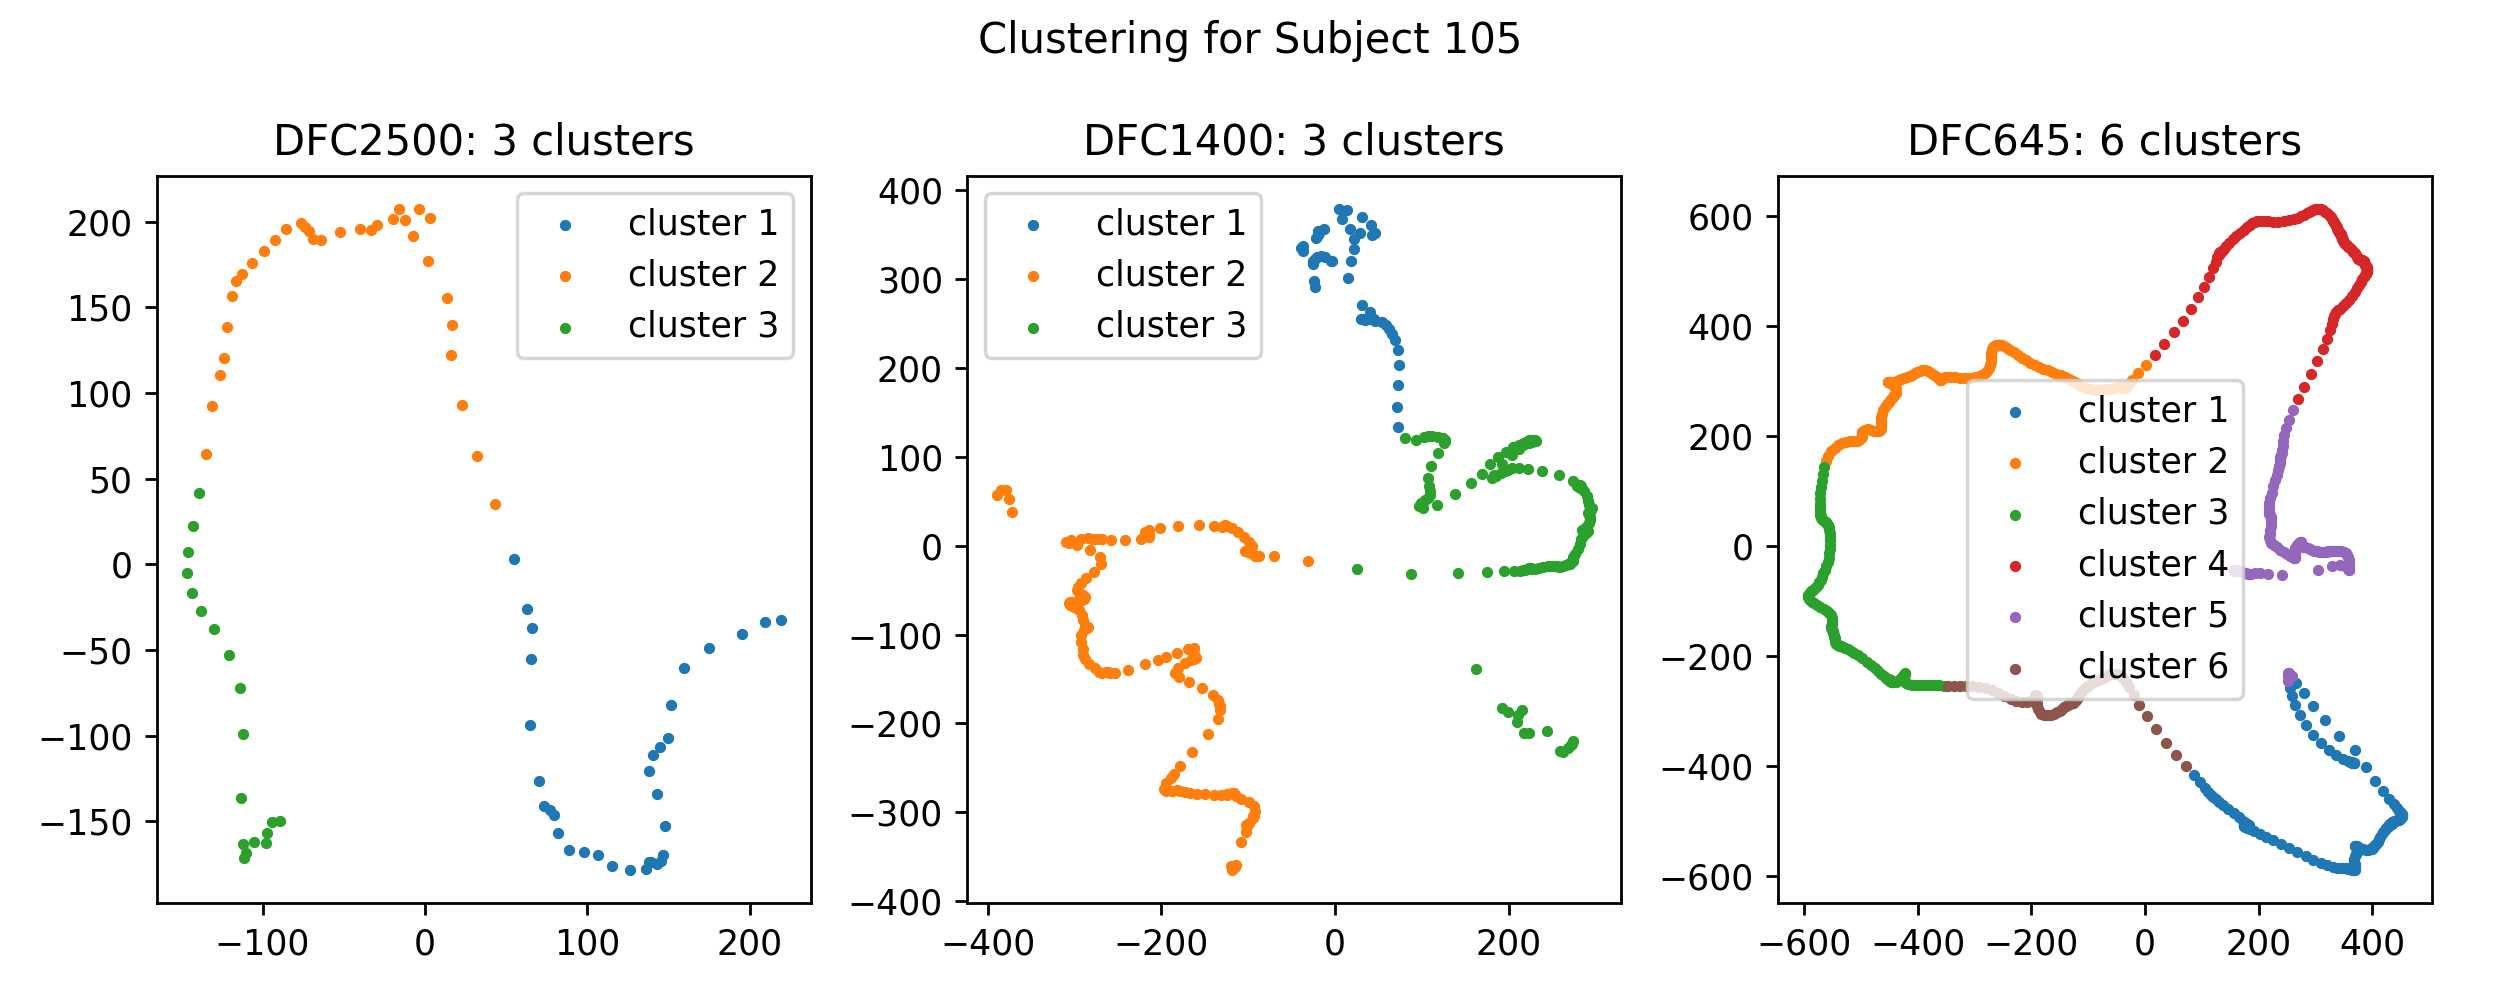 Clustering for Subject 105
DFC2500: 3 clusters
200
150
100
50
0
−50
−100
−150
−100
0
100
200
cluster 1
cluster 2
cluster 3
DFC1400: 3 clusters
400
300
200
100
0
−100
−200
−300
−400
−400
−200
0
200
cluster 1
cluster 2
cluster 3
DFC645: 6 clusters
600
400
200
0
−200
−400
−600
−600
−400
−200
0
200
400
cluster 1
cluster 2
cluster 3
cluster 4
cluster 5
cluster 6